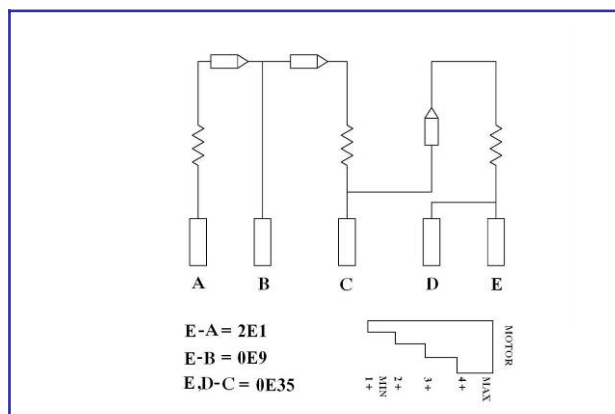 A B C D E
E-A = 2E1
E-B = 0E9
E,D-C = 0E35
MOTOR
1+ MIN 2+ 3+ 4+ MAX